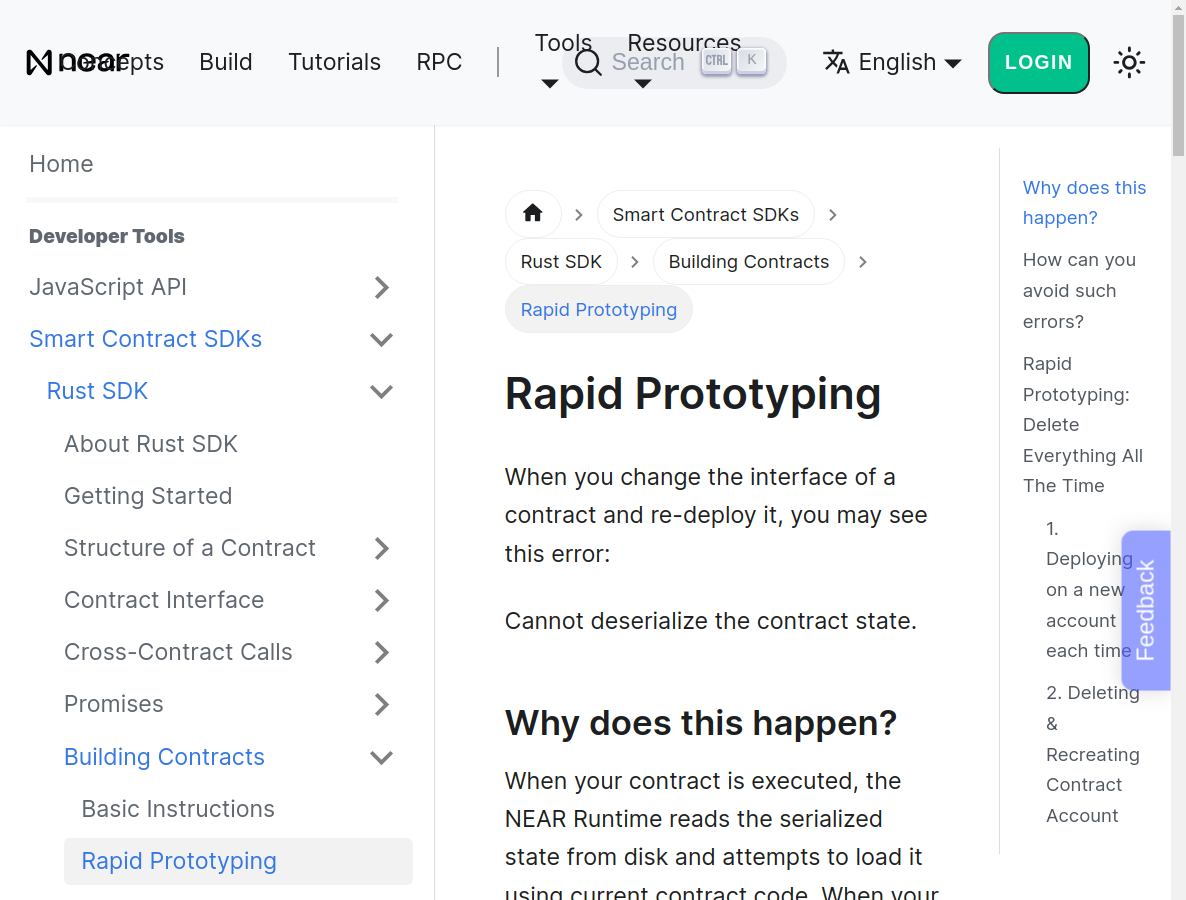 near
Concepts
Build
Tutorials
RPC
Tools
Resources
Search
CTRL
K
English
LOGIN
Home
Developer Tools
JavaScript API
Smart Contract SDKs
Rust SDK
About Rust SDK
Getting Started
Structure of a Contract
Contract Interface
Cross-Contract Calls
Promises
Building Contracts
Basic Instructions
Rapid Prototyping
Smart Contract SDKs
Rust SDK
Building Contracts
Rapid Prototyping
Rapid Prototyping
When you change the interface of a
contract and re-deploy it, you may see
this error:
Cannot deserialize the contract state.
Why does this happen?
When your contract is executed, the
NEAR Runtime reads the serialized
state from disk and attempts to load it
using current contract code. When your
Why does this
happen?
How can you
avoid such
errors?
Rapid
Prototyping:
Delete
Everything All
The Time
1.
Deploying
on a new
account
each time
2. Deleting
&
Recreating
Contract
Account
Feedback